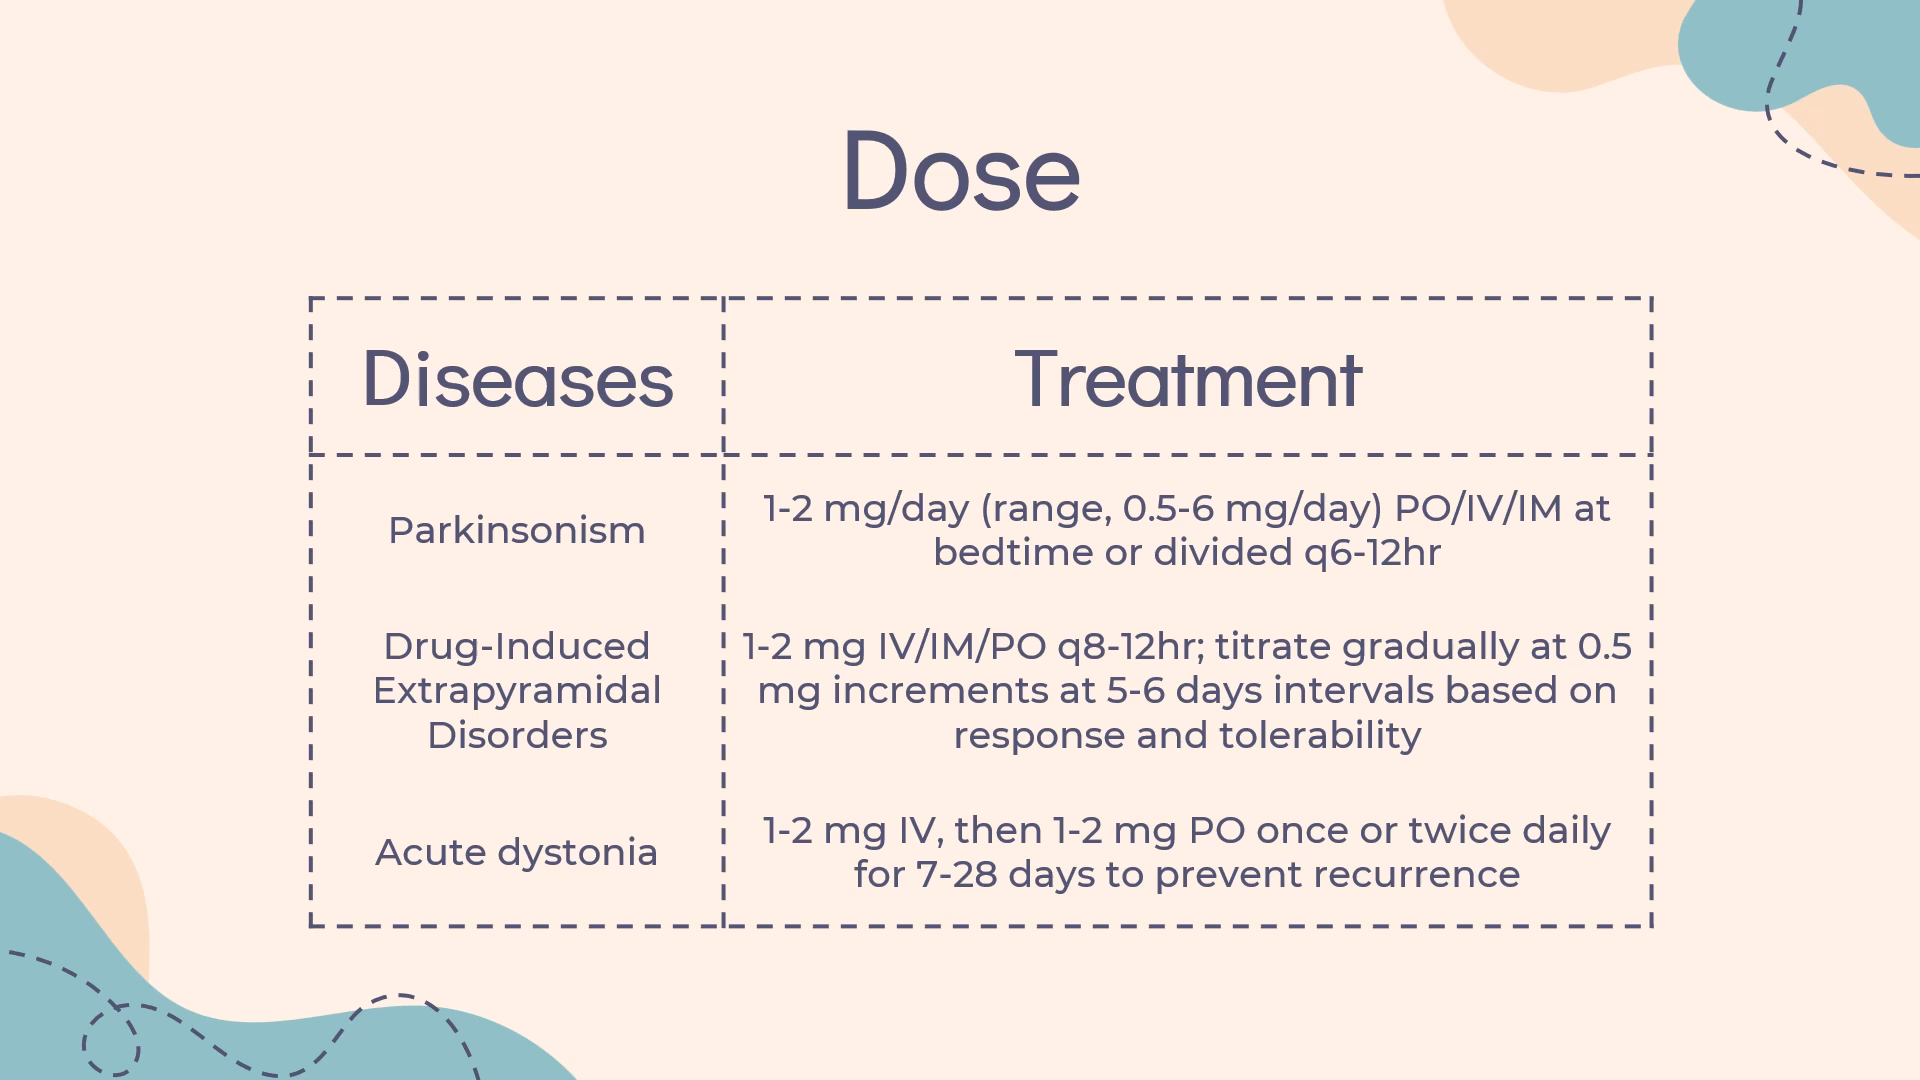 Dose
Diseases
Treatment
Parkinsonism
1-2 mg/day (range, 0.5-6 mg/day) PO/IV/IM at
bedtime or divided q6-12hr
Drug-Induced
Extrapyramidal
Disorders
1-2 mg IV/IM/PO q8-12hr; titrate gradually at 0.5
mg increments at 5-6 days intervals based on
response and tolerability
Acute dystonia
1-2 mg IV, then 1-2 mg PO once or twice daily
for 7-28 days to prevent recurrence